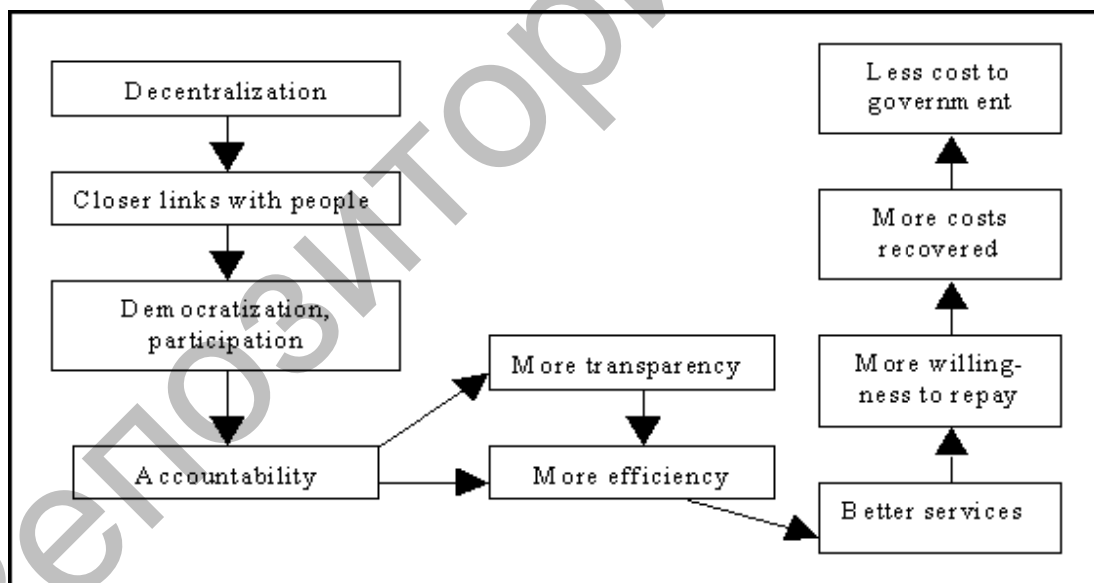 Decentralization
Closer links with people
Democratization,
participation
Accountability
More transparency
More efficiency
Better services
More willing-
ness to repay
More costs
recovered
Less cost to
government
епозитори